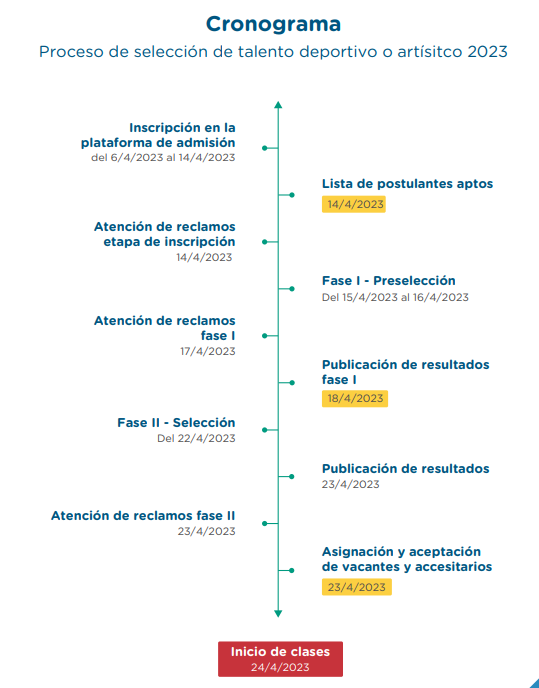 Cronograma
Proceso de selección de talento deportivo o artísitco 2023
Inscripción en la
plataforma de admisión
del 6/4/2023 al 14/4/2023
Lista de postulantes aptos
14/4/2023
Atención de reclamos
etapa de inscripción
14/4/2023
Fase I - Preselección
Del 15/4/2023 al 16/4/2023
Atención de reclamos
fase I
17/4/2023
Publicación de resultados
fase I
18/4/2023
Fase II - Selección
Del 22/4/2023
Publicación de resultados
23/4/2023
Atención de reclamos fase II
23/4/2023
Asignación y aceptación
de vacantes y accesitarios
23/4/2023
Inicio de clases
24/4/2023